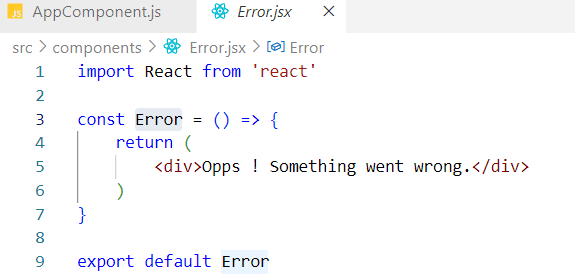 JS AppComponent.js Error.jsx ×
src > components > Error.jsx > Error
1 import React from 'react'
2
3 const Error = () => {
4 return (
5 <div>Opps ! Something went wrong.</div>
6 )
7 }
8
9 export default Error